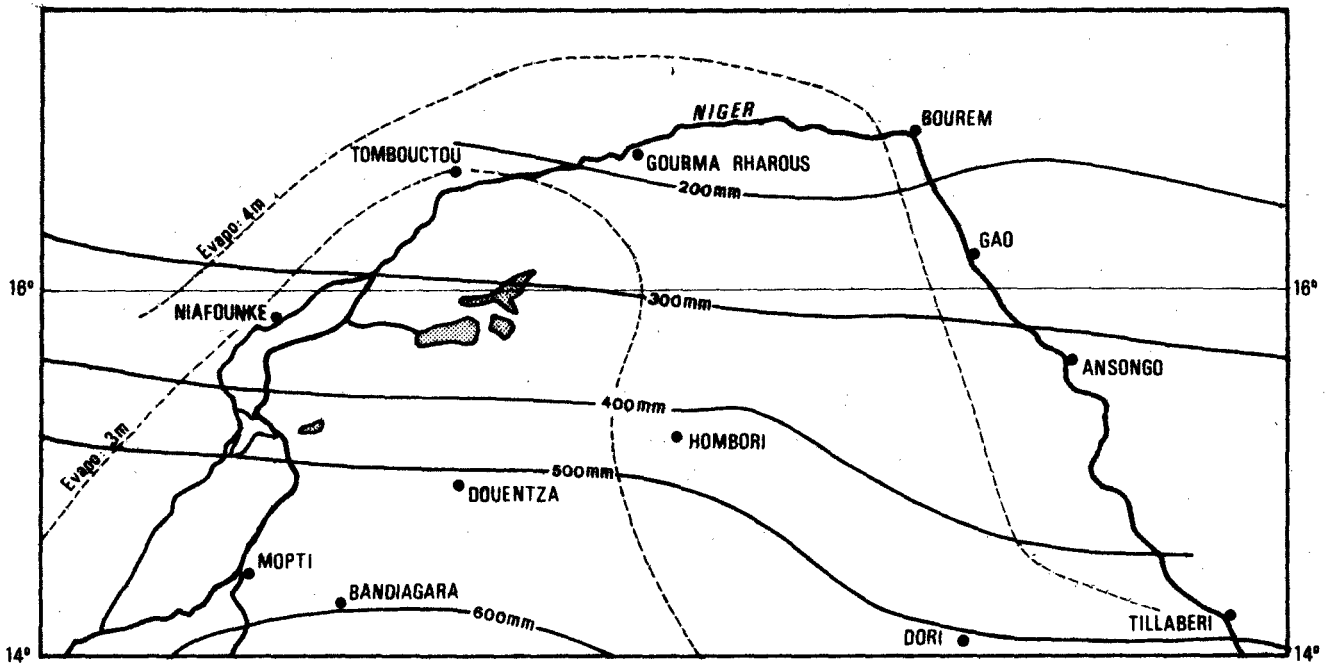 NIGER
BOUREM
TOMBOUCTOU
GOURMA RHAROUS
200mm
Evapo: 4m
GAO
16°
16°
NIAFOUNKE
300mm
ANSONGO
400mm
HOMBORI
Evapo: 3m
500mm
DOUENTZA
MOPTI
BANDIAGARA
600mm
TILLABERI
DORI
14°
14°